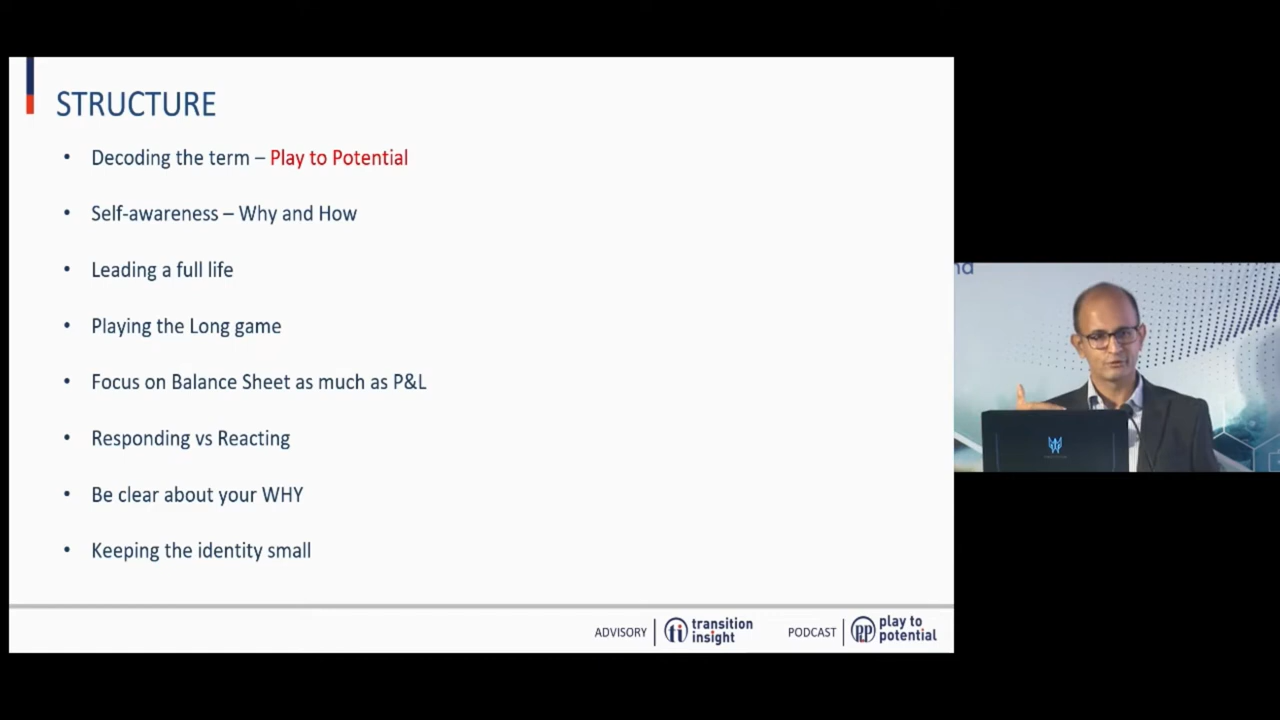 STRUCTURE
• Decoding the term – Play to Potential
• Self-awareness – Why and How
• Leading a full life
• Playing the Long game
• Focus on Balance Sheet as much as P&L
• Responding vs Reacting
• Be clear about your WHY
• Keeping the identity small
ADVISORY
ti
transition
insight
PODCAST
play to
potential